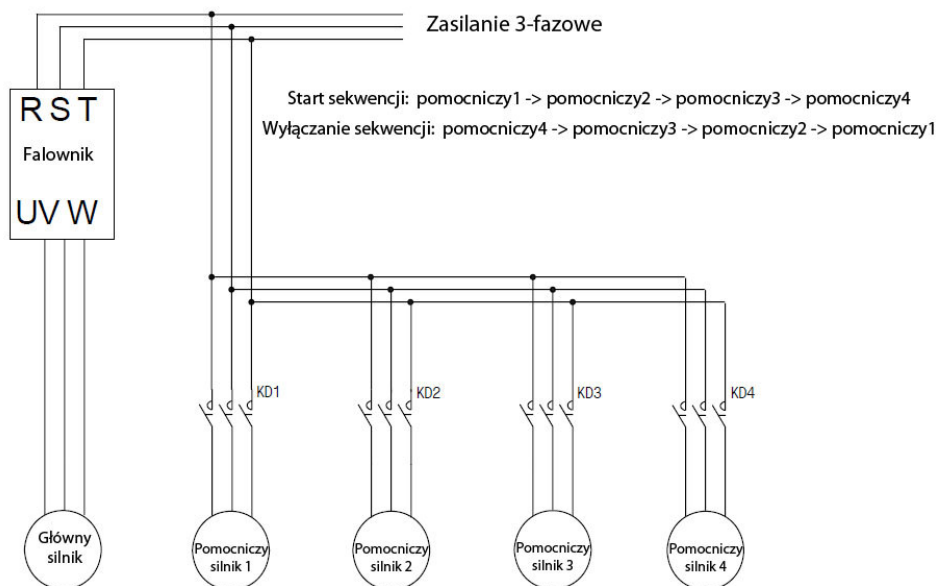 Zasilanie 3-fazowe
R S T
Falownik
UV W
Start sekwencji: pomocniczy1 -> pomocniczy2 -> pomocniczy3 -> pomocniczy4
Wyłączanie sekwencji: pomocniczy4 -> pomocniczy3 -> pomocniczy2 -> pomocniczy1
KD1
KD2
KD3
KD4
Główny
silnik
Pomocniczy
silnik 1
Pomocniczy
silnik 2
Pomocniczy
silnik 3
Pomocniczy
silnik 4